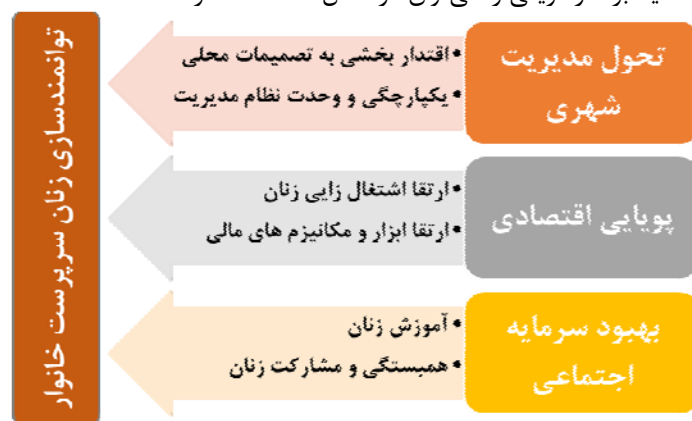 تحول مدیریت
شهری
•اقتدار بخشی به تصمیمات محلی
•یکپارچگی و وحدت نظام مدیریت
پویایی اقتصادی
•ارتقا اشتغال زایی زنان
•ارتقا ابزار و مکانیزم های مالی
بهبود سرمایه
اجتماعی
•آموزش زنان
•همبستگی و مشارکت زنان
توانمندسازی زنان سرپرست خانوار